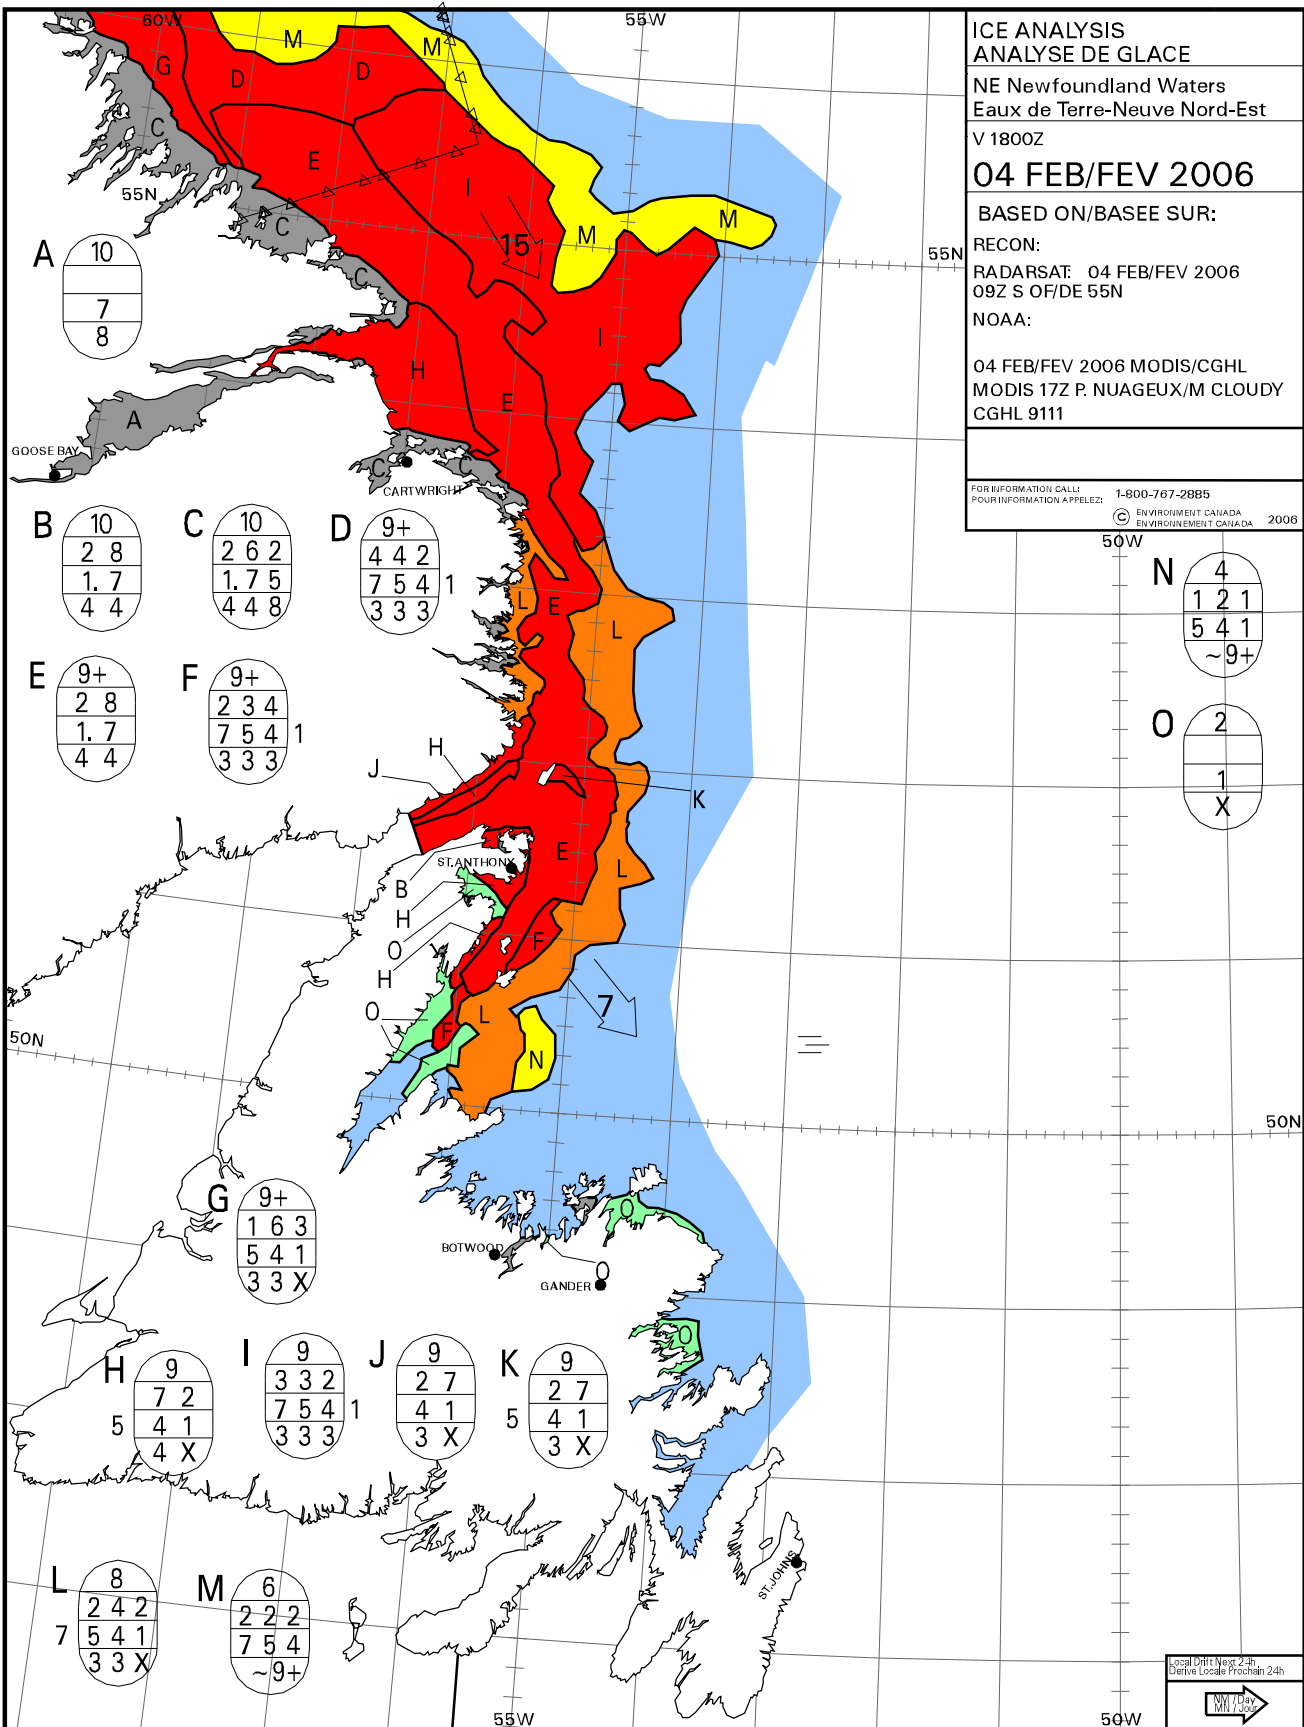 60W
55W
ICE ANALYSIS
ANALYSE DE GLACE
NE Newfoundland Waters
Eaux de Terre-Neuve Nord-Est
V 1800Z
04 FEB/FEV 2006
BASED ON/BASEE SUR:
RECON:
RADARSAT: 04 FEB/FEV 2006
09Z S OF/DE 55N
NOAA:
04 FEB/FEV 2006 MODIS/CGHL
MODIS 17Z P. NUAGEUX/M CLOUDY
CGHL 9111
FOR INFORMATION CALL:
POUR INFORMATION APPELEZ:
1-800-767-2885
© ENVIRONMENT CANADA
ENVIRONNEMENT CANADA
2006
M
M
G
D
D
C
E
I
55N
M
M
C
15
55N
C
A
10
7
8
I
H
E
A
GOOSE BAY
C
C
CARTWRIGHT
B
10
2 8
1. 7
4 4
C
10
2 6 2
1. 7 5
4 4 8
D
9+
4 4 2
7 5 4 1
3 3 3
50W
N
4
1 2 1
5 4 1
~9+
L
E
L
E
9+
2 8
1. 7
4 4
F
9+
2 3 4
7 5 4 1
3 3 3
O
2
1
X
H
J
K
E
L
ST.ANTHONY
B
H
O
H
F
O
7
L
F
N
50N
50N
G
9+
1 6 3
5 4 1
3 3 X
O
BOTWOOD
O
GANDER
O
H
9
7 2
5 4 1
4 X
I
9
3 3 2
7 5 4 1
3 3 3
J
9
2 7
4 1
3 X
K
9
2 7
5 4 1
3 X
ST.JOHNS
L
8
2 4 2
7 5 4 1
3 3 X
M
6
2 2 2
7 5 4
~9+
Local Drift Next 24h
Derive Locale Prochain 24h
NM / Day
MN / Jour
55W
50W